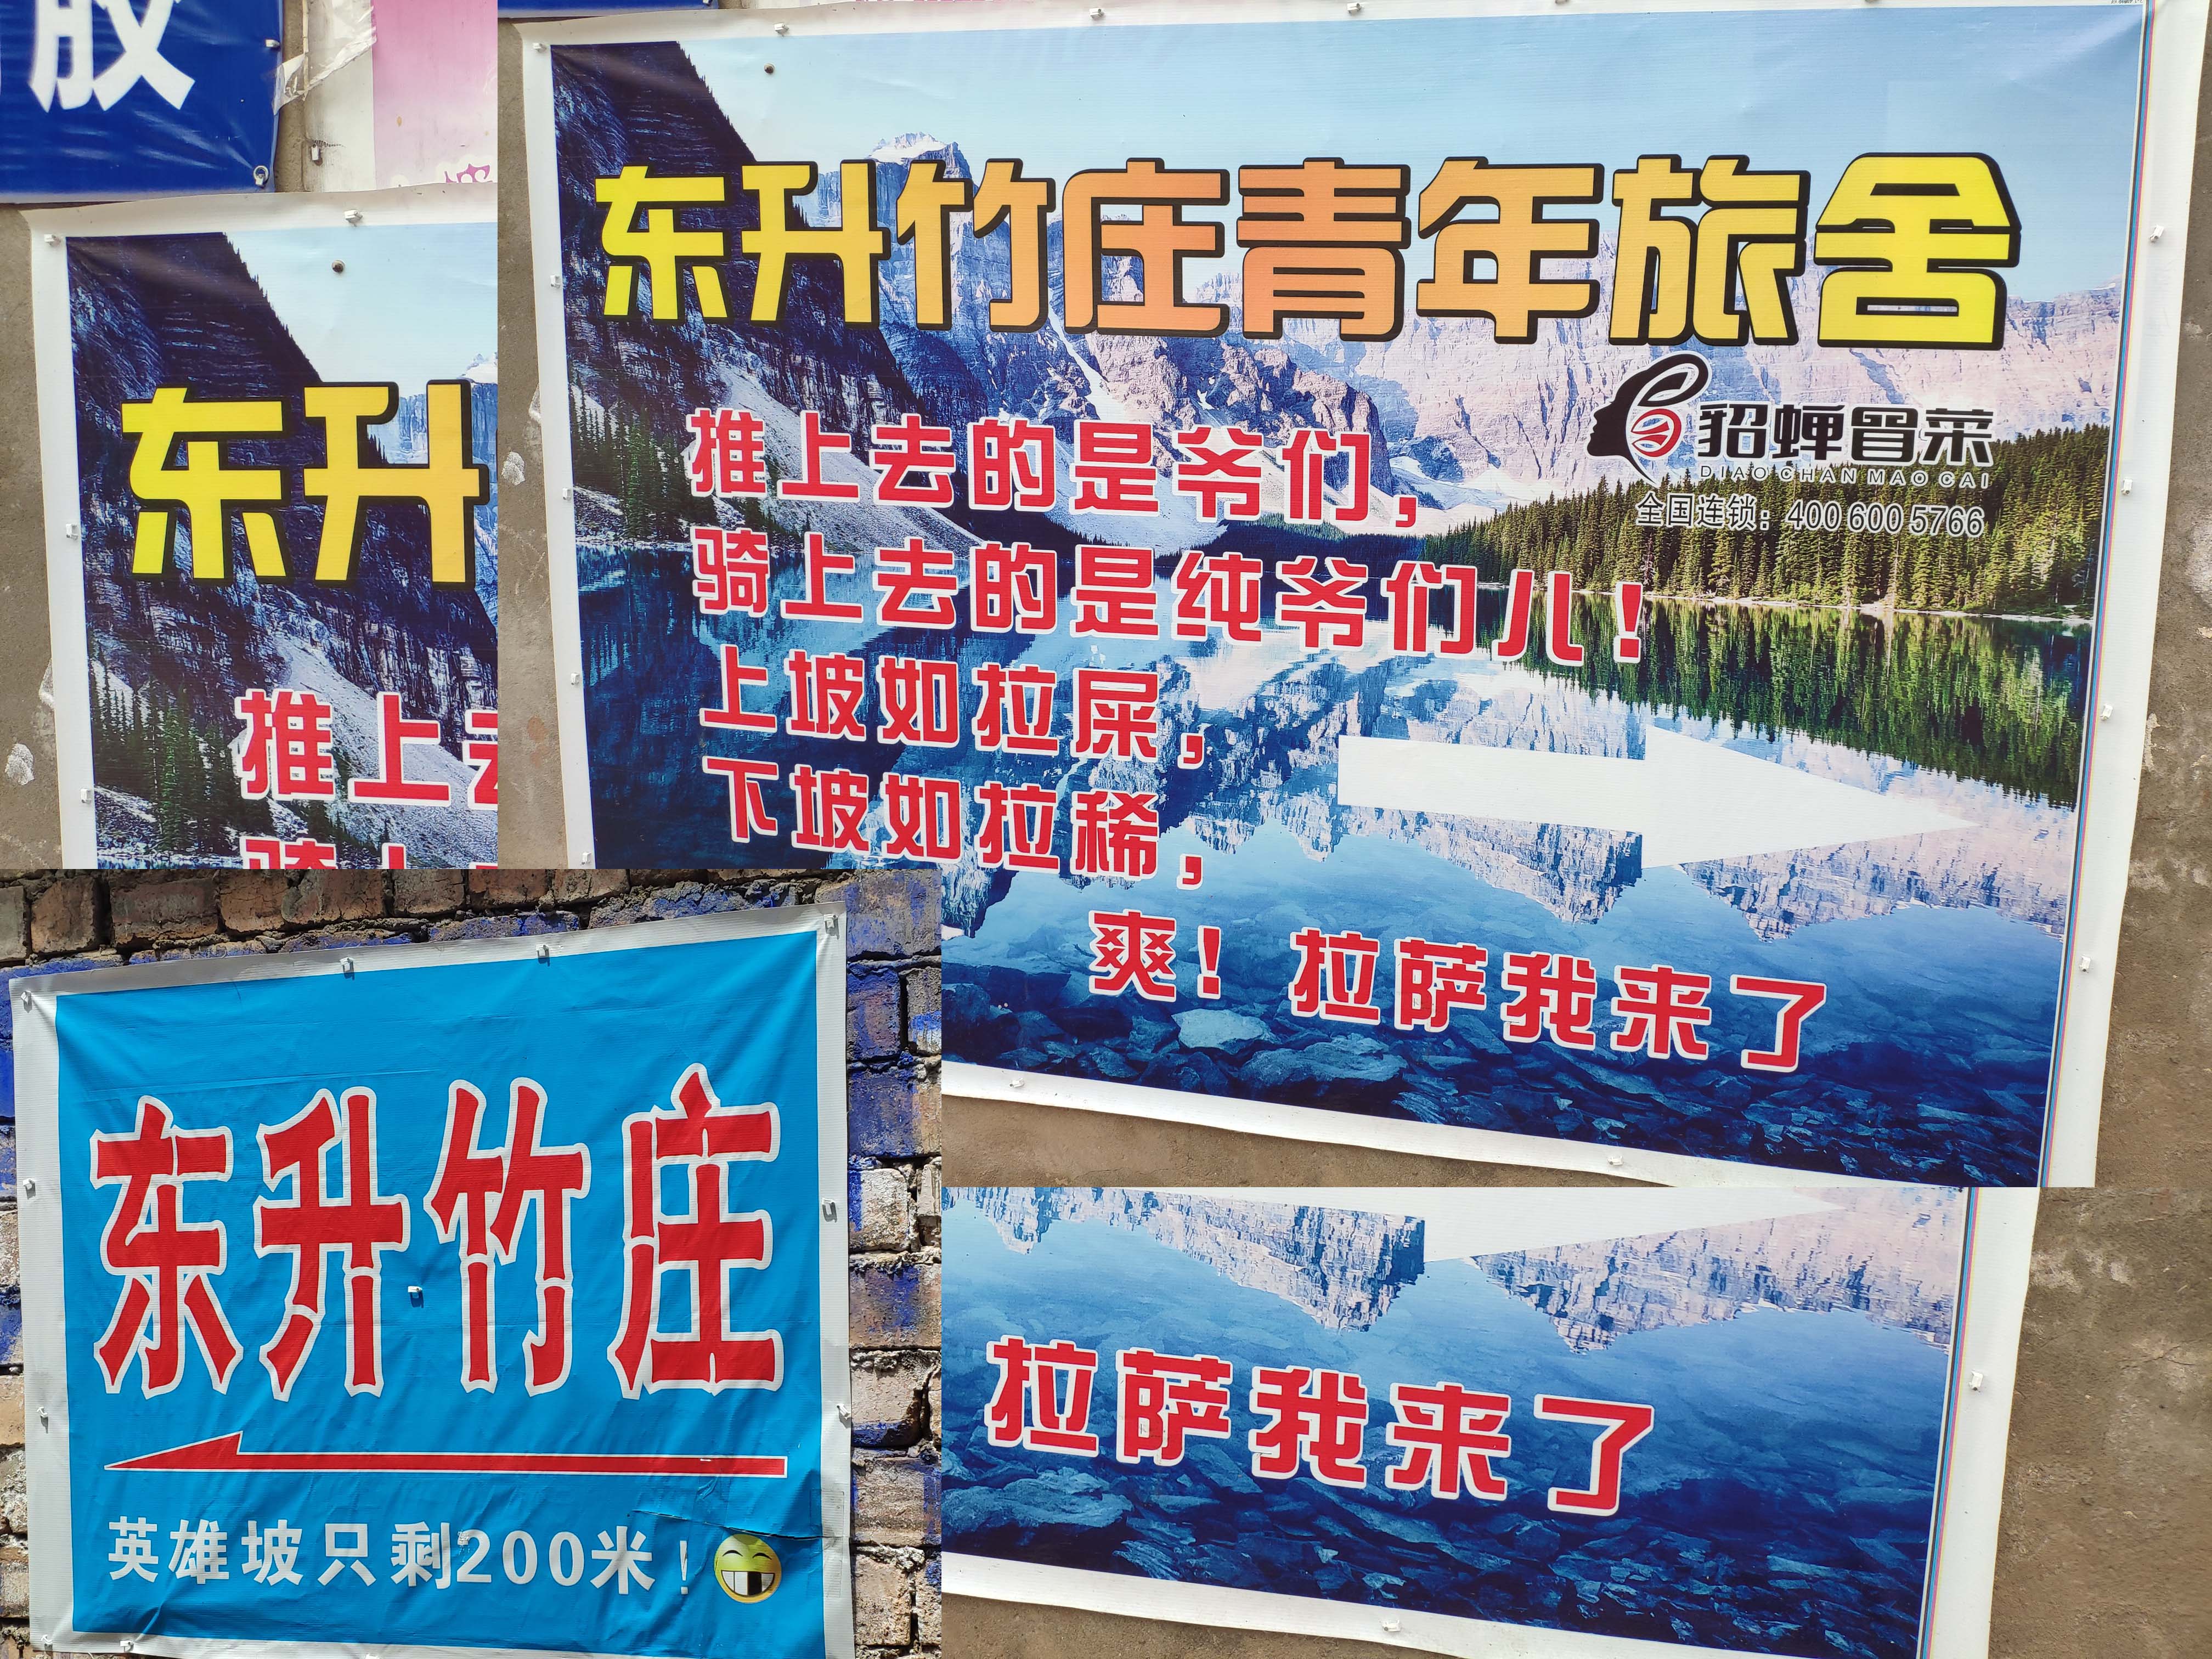 胶
东升
推上去
东升竹庄青年旅舍
貂蝉冒菜
DIAO CHAN MAO CAI
全国连锁：400 600 5766
推上去的是爷们，
骑上去的是纯爷们儿！
上坡如拉屎，
下坡如拉稀，
爽！拉萨我来了
东升竹庄
英雄坡只剩200米！
拉萨我来了